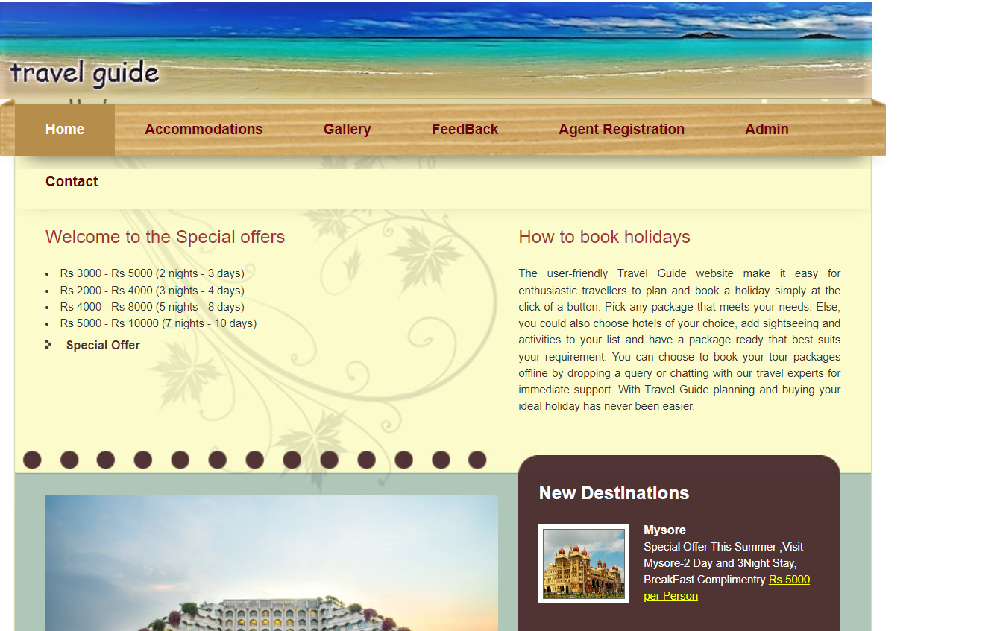 travel guide
Home
Accommodations
Gallery
FeedBack
Agent Registration
Admin
Contact
Welcome to the Special offers
Rs 3000 - Rs 5000 (2 nights - 3 days)
Rs 2000 - Rs 4000 (3 nights - 4 days)
Rs 4000 - Rs 8000 (5 nights - 8 days)
Rs 5000 - Rs 10000 (7 nights - 10 days)
Special Offer
How to book holidays
The user-friendly Travel Guide website make it easy for
enthusiastic travellers to plan and book a holiday simply at the
click of a button. Pick any package that meets your needs. Else,
you could also choose hotels of your choice, add sightseeing and
activities to your list and have a package ready that best suits
your requirement. You can choose to book your tour packages
offline by dropping a query or chatting with our travel experts for
immediate support. With Travel Guide planning and buying your
ideal holiday has never been easier.
New Destinations
Mysore
Special Offer This Summer ,Visit
Mysore-2 Day and 3Night Stay,
BreakFast Complimentry Rs 5000
per Person